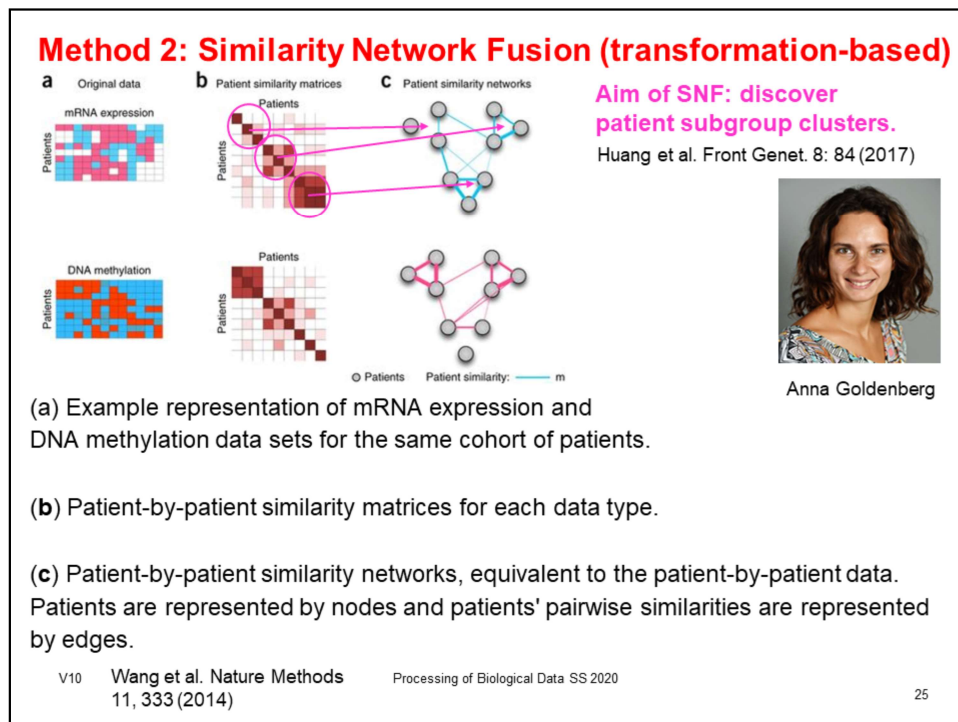 Method 2: Similarity Network Fusion (transformation-based)
a Original data
b Patient similarity matrices
c Patient similarity networks
mRNA expression
Patients
Patients
Patients
Aim of SNF: discover
patient subgroup clusters.
Huang et al. Front Genet. 8: 84 (2017)
DNA methylation
Patients
Patients
Patients
Patients Patient similarity: m
Anna Goldenberg
(a) Example representation of mRNA expression and
DNA methylation data sets for the same cohort of patients.
(b) Patient-by-patient similarity matrices for each data type.
(c) Patient-by-patient similarity networks, equivalent to the patient-by-patient data.
Patients are represented by nodes and patients' pairwise similarities are represented
by edges.
V10 Wang et al. Nature Methods
11, 333 (2014)
Processing of Biological Data SS 2020
25